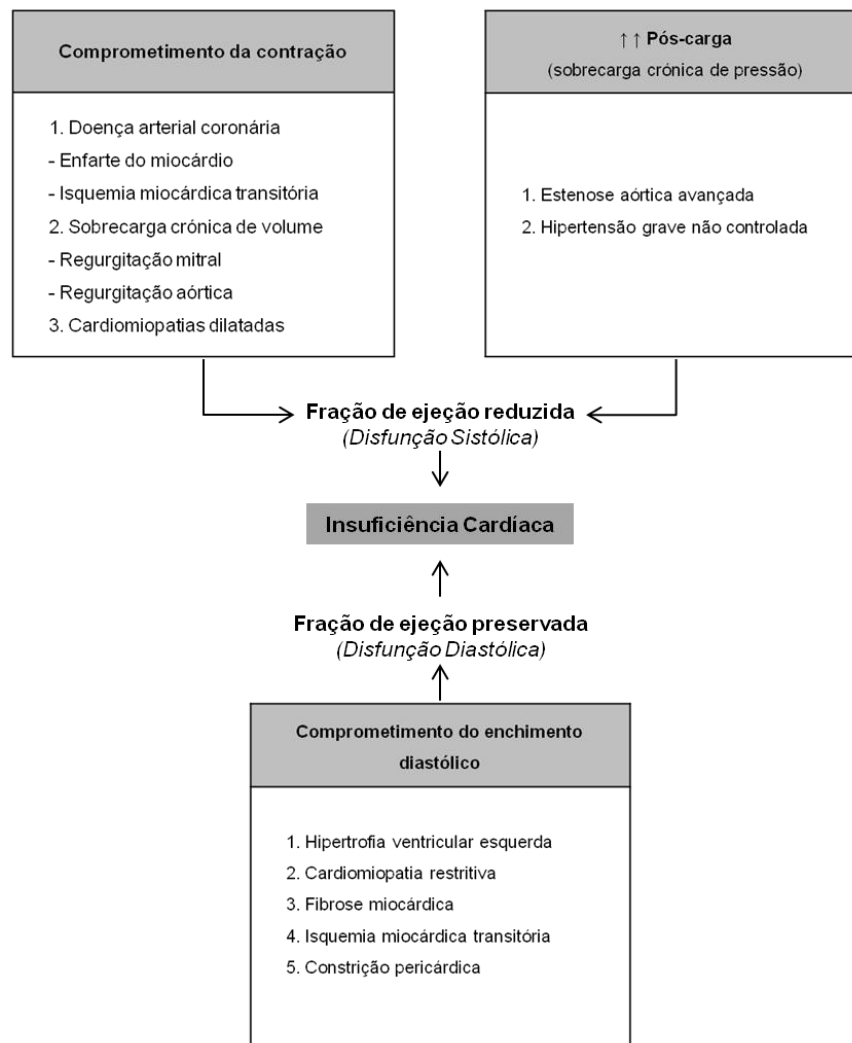 Comprometimento da contração
1. Doença arterial coronária
- Enfarte do miocárdio
- Isquemia miocárdica transitória
2. Sobrecarga crónica de volume
- Regurgitação mitral
- Regurgitação aórtica
3. Cardiomiopatias dilatadas
↑ ↑ Pós-carga
(sobrecarga crónica de pressão)
1. Estenose aórtica avançada
2. Hipertensão grave não controlada
Fração de ejeção reduzida
(Disfunção Sistólica)
Insuficiência Cardíaca
Fração de ejeção preservada
(Disfunção Diastólica)
Comprometimento do enchimento
diastólico
1. Hipertrofia ventricular esquerda
2. Cardiomiopatia restritiva
3. Fibrose miocárdica
4. Isquemia miocárdica transitória
5. Constrição pericárdica